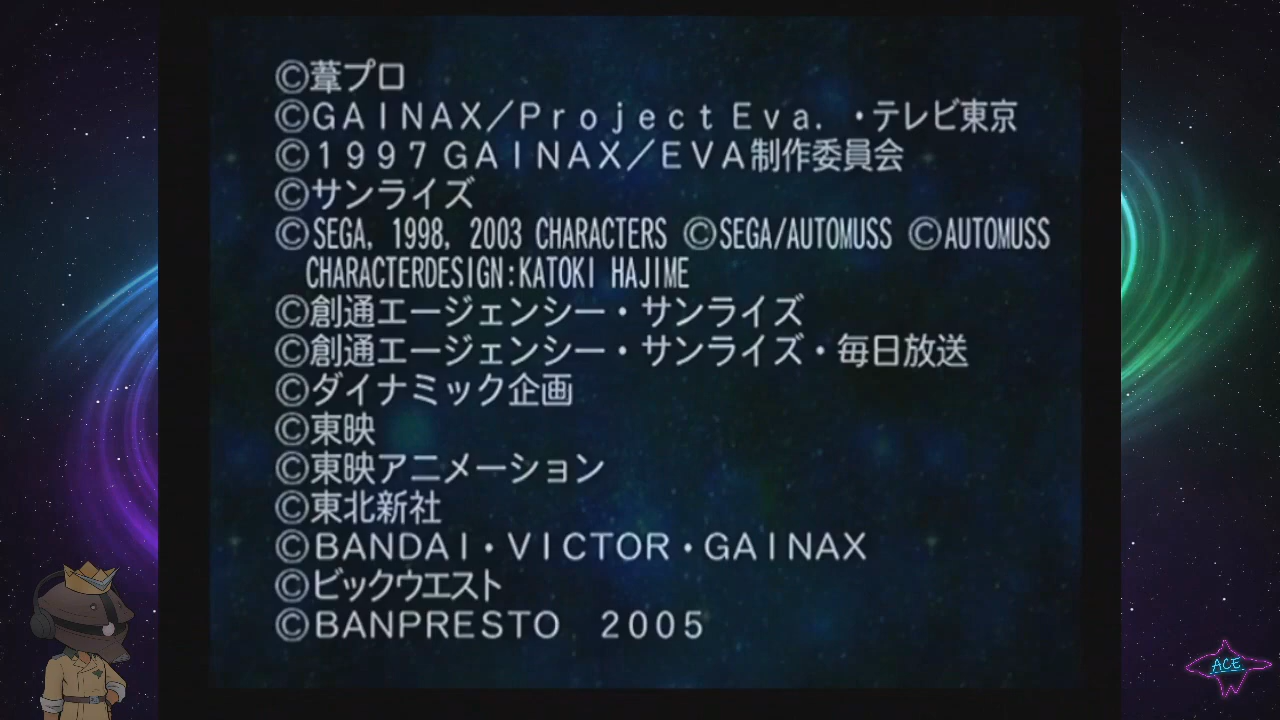 ©葦プロ
©GAINAX／Project Eva. ・テレビ東京
©1997 GAINAX／EVA制作委員会
©サンライズ
©SEGA, 1998, 2003 CHARACTERS ©SEGA/AUTOMUSS ©AUTOMUSS
CHARACTERDESIGN:KATOKI HAJIME
©創通エージェンシー・サンライズ
©創通エージェンシー・サンライズ・毎日放送
©ダイナミック企画
©東映
©東映アニメーション
©東北新社
©BANDAI・VICTOR・GAINAX
©ビックウエスト
©BANPRESTO 2005
ACE